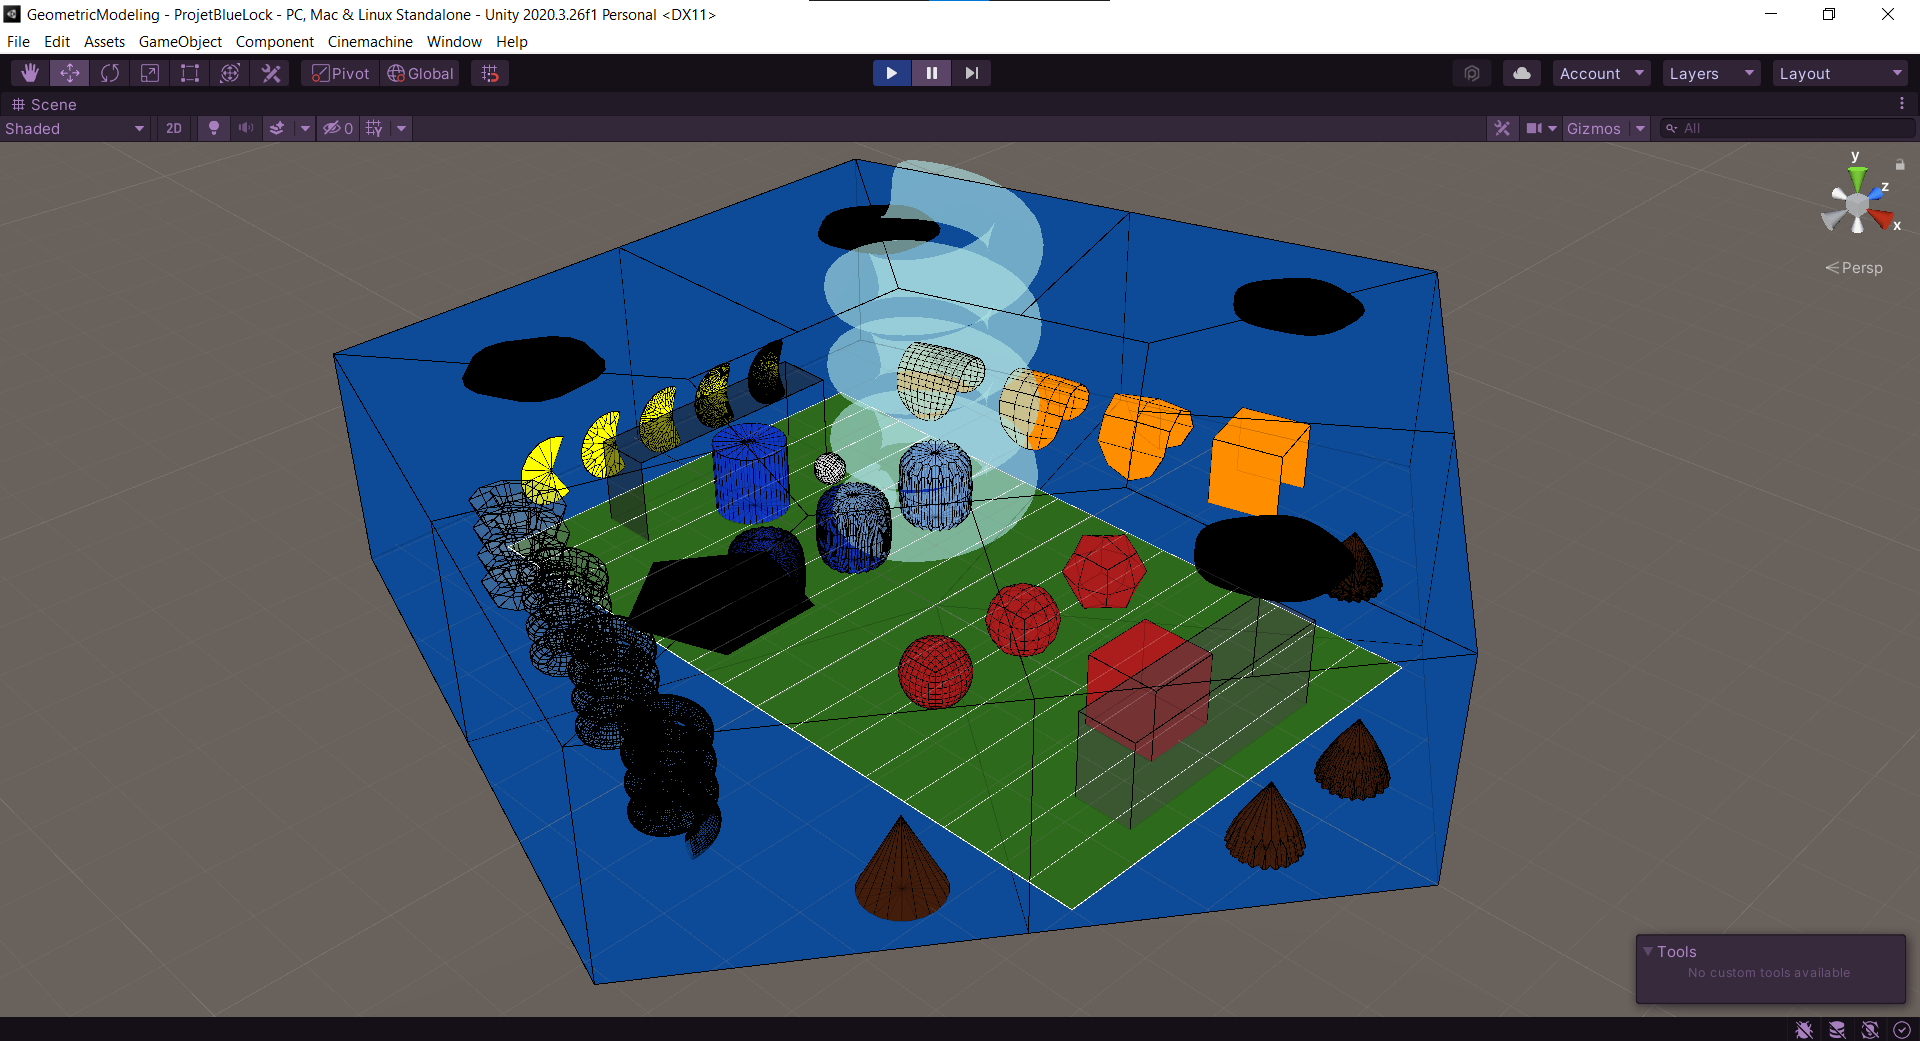 GeometricModeling - ProjetBlueLock - PC, Mac & Linux Standalone - Unity 2020.3.26f1 Personal <DX11>
File Edit Assets GameObject Component Cinemachine Window Help
Pivot Global Account Layers Layout
Scene
Shaded 2D 0 Gizmos All
y
z
x
Persp
Tools
No custom tools available